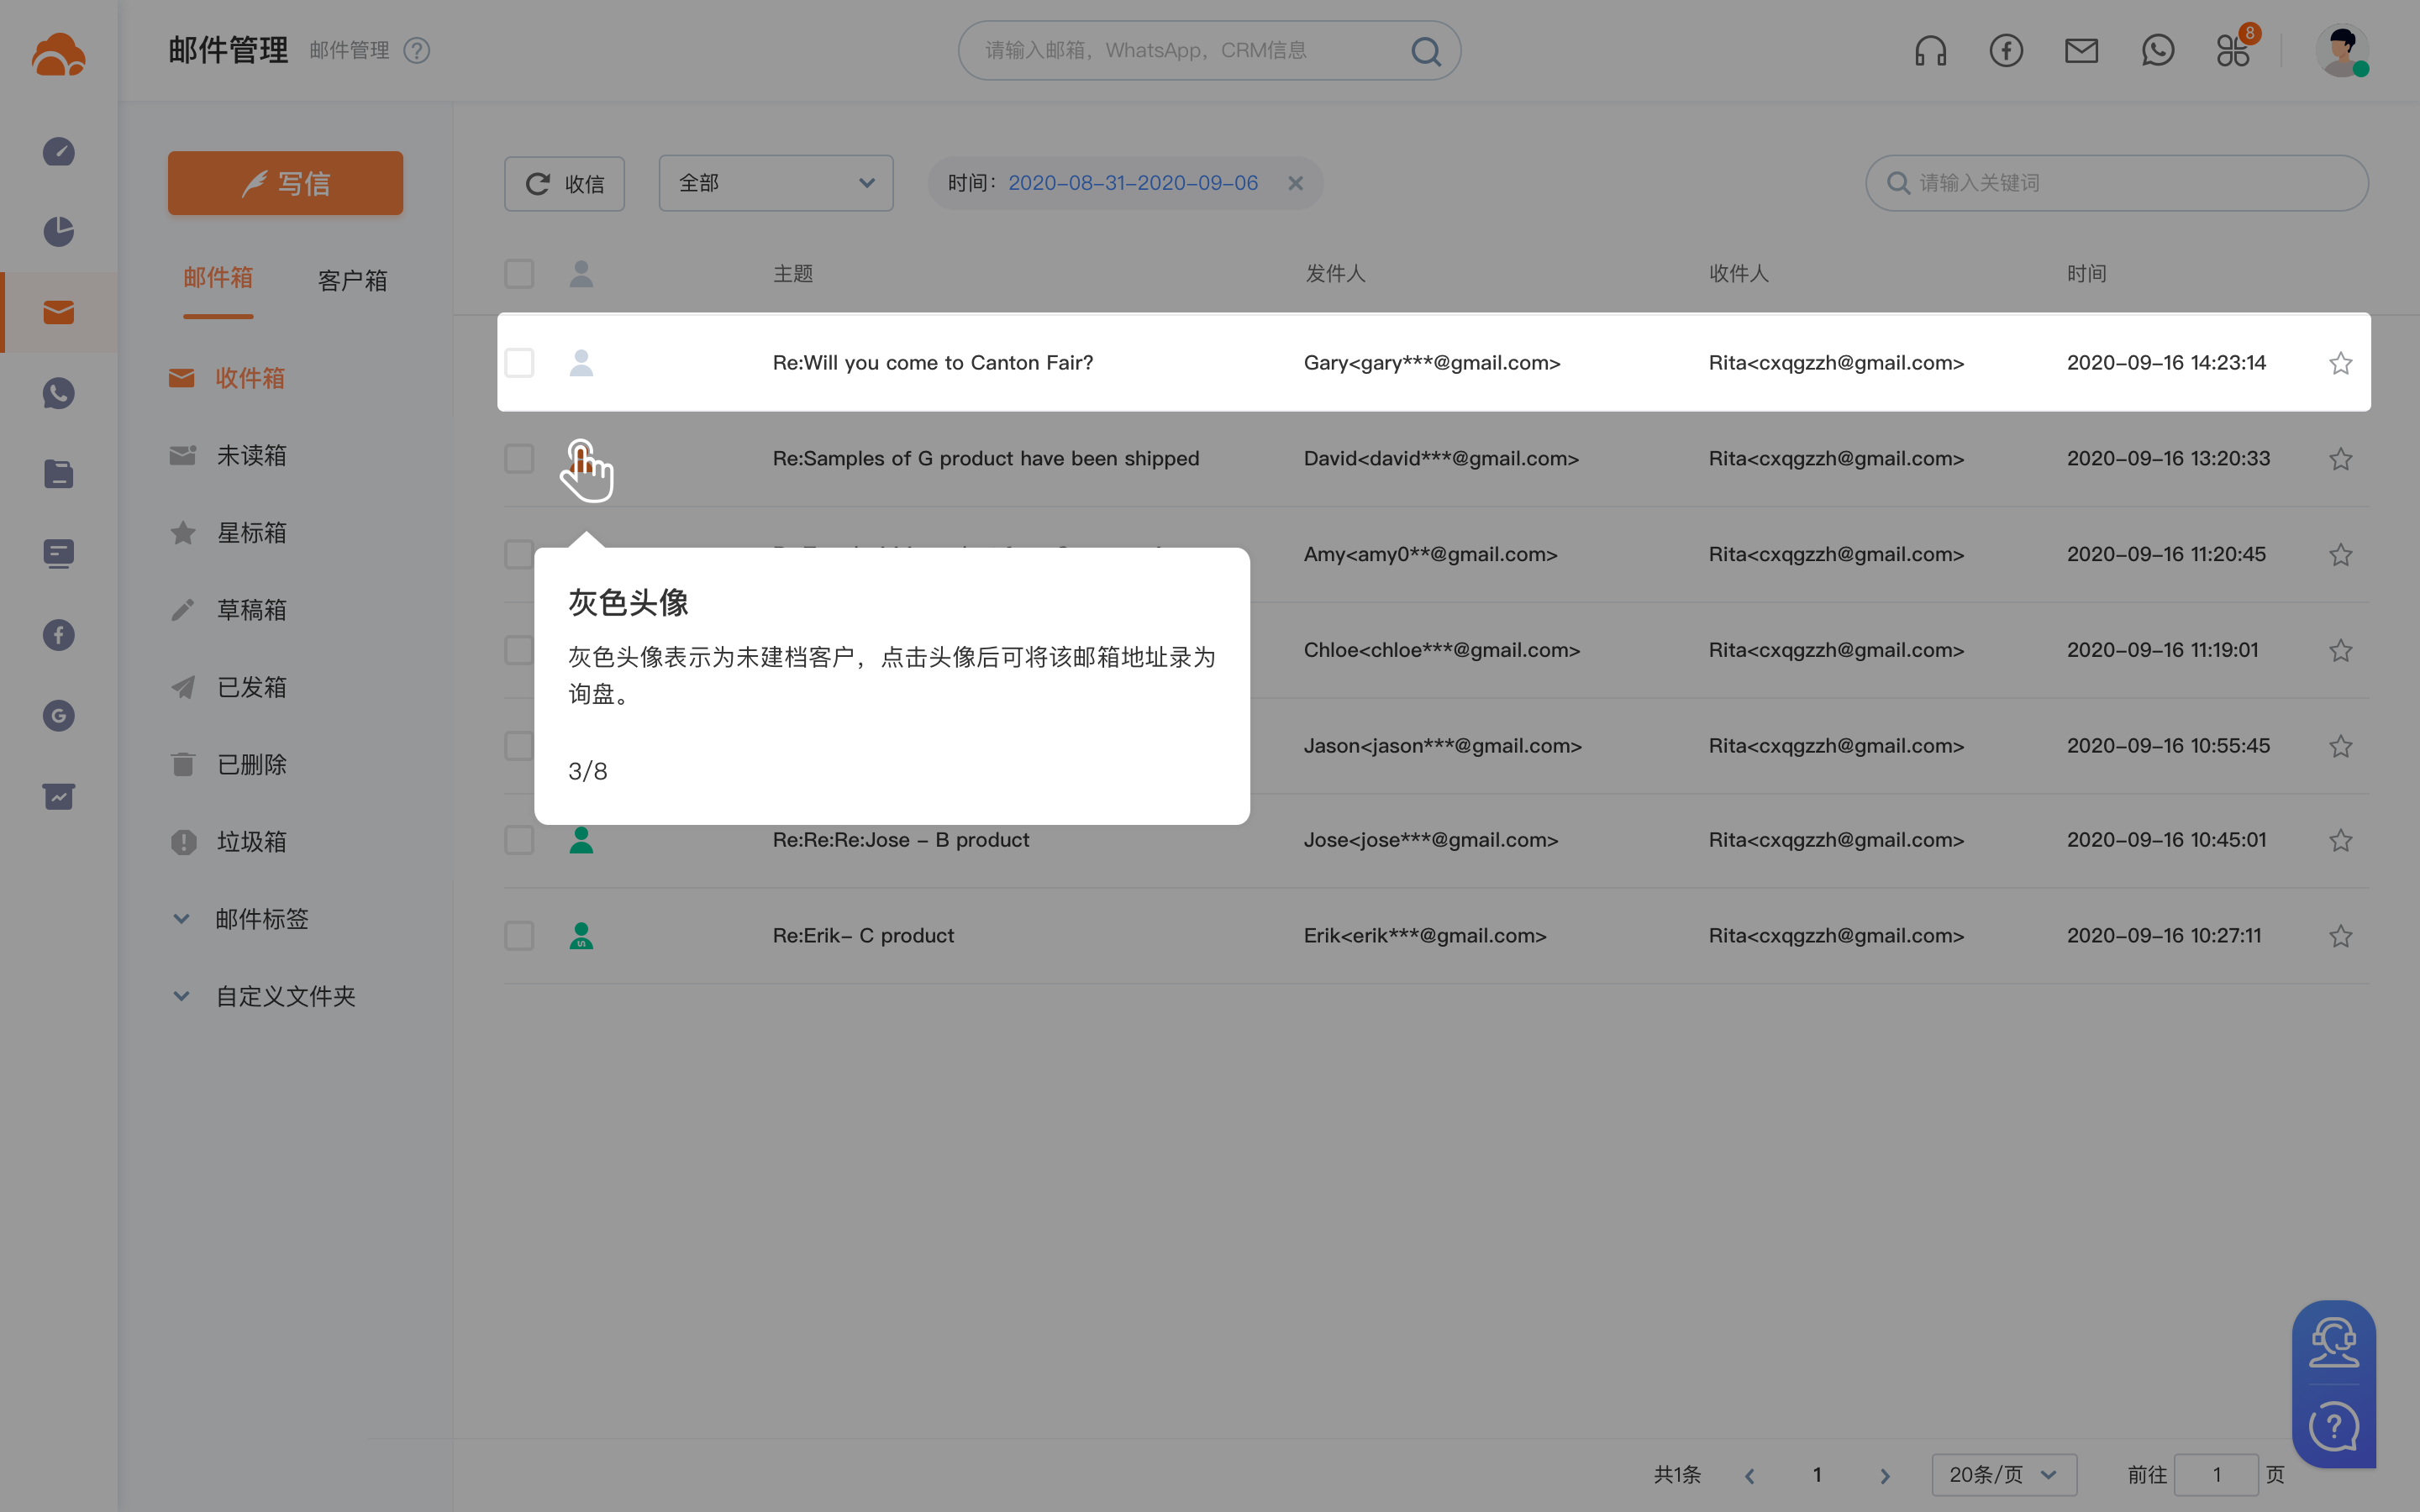 邮件管理 邮件管理 ?
请输入邮箱，WhatsApp，CRM信息
8
写信
邮件箱 客户箱
收件箱
未读箱
星标箱
草稿箱
已发箱
已删除
垃圾箱
邮件标签
自定义文件夹
收信 全部 时间：2020-08-31-2020-09-06 请输入关键词
主题 发件人 收件人 时间
Re:Will you come to Canton Fair? Gary<gary***@gmail.com> Rita<cxqgzzh@gmail.com> 2020-09-16 14:23:14
Re:Samples of G product have been shipped David<david***@gmail.com> Rita<cxqgzzh@gmail.com> 2020-09-16 13:20:33
Amy<amy0**@gmail.com> Rita<cxqgzzh@gmail.com> 2020-09-16 11:20:45
Chloe<chloe***@gmail.com> Rita<cxqgzzh@gmail.com> 2020-09-16 11:19:01
Jason<jason***@gmail.com> Rita<cxqgzzh@gmail.com> 2020-09-16 10:55:45
灰色头像
灰色头像表示为未建档客户，点击头像后可将该邮箱地址录为
询盘。
3/8
Re:Re:Re:Jose - B product Jose<jose***@gmail.com> Rita<cxqgzzh@gmail.com> 2020-09-16 10:45:01
Re:Erik- C product Erik<erik***@gmail.com> Rita<cxqgzzh@gmail.com> 2020-09-16 10:27:11
共1条 1 20条/页 前往 1 页